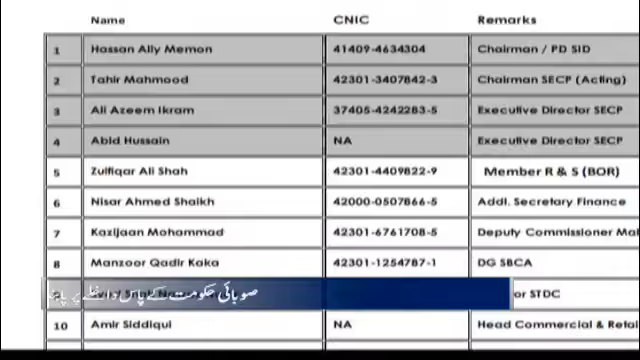 Name CNIC Remarks
1 Hassan Ally Memon 41409-4634304 Chairman / PD SID
2 Tahir Mahmood 42301-3407842-3 Chairman SECP (Acting)
3 Ali Azeem Ikram 37405-4242283-5 Executive Director SECP
4 Abid Hussain NA Executive Director SECP
5 Zulfiqar Ali Shah 42301-4409822-9 Member R & S (BOR)
6 Nisar Ahmed Shaikh 42000-0507866-5 Addl. Secretary Finance
7 Kazijaan Mohammad 42301-6761708-5 Deputy Commissioner Mal
8 Manzoor Qadir Kaka 42301-1254787-1 DG SBCA
or STDC
صوبائی حکومت کے پاس
10 Amir Siddiqui NA Head Commercial & Retai